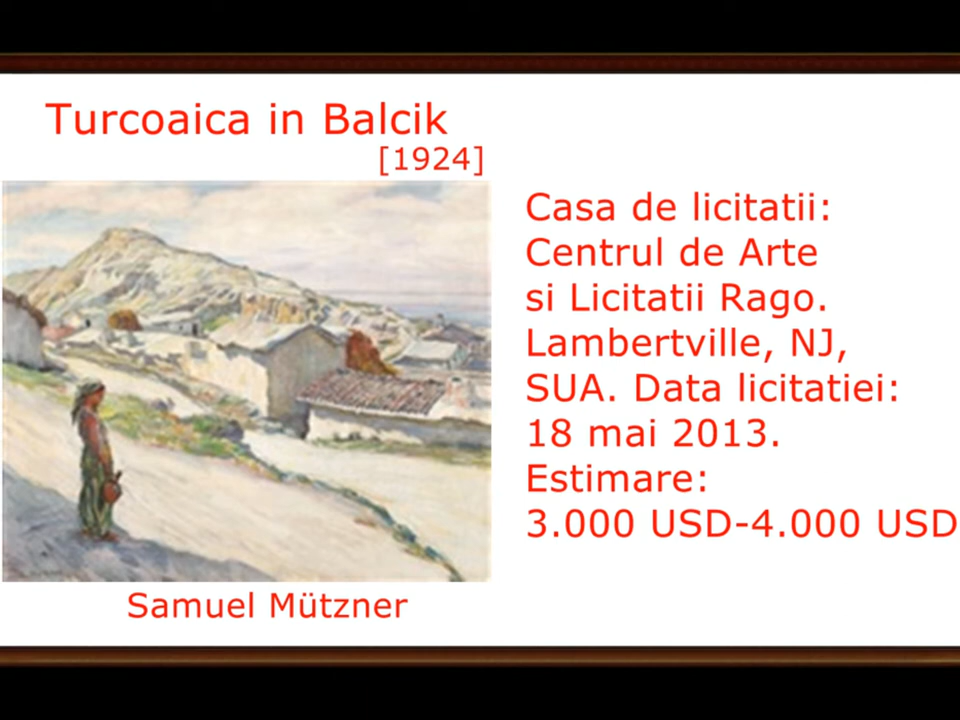 Turcoaica in Balcik
[1924]
Casa de licitatii:
Centrul de Arte
si Licitatii Rago.
Lambertville, NJ,
SUA. Data licitatiei:
18 mai 2013.
Estimare:
3.000 USD-4.000 USD
Samuel Mützner